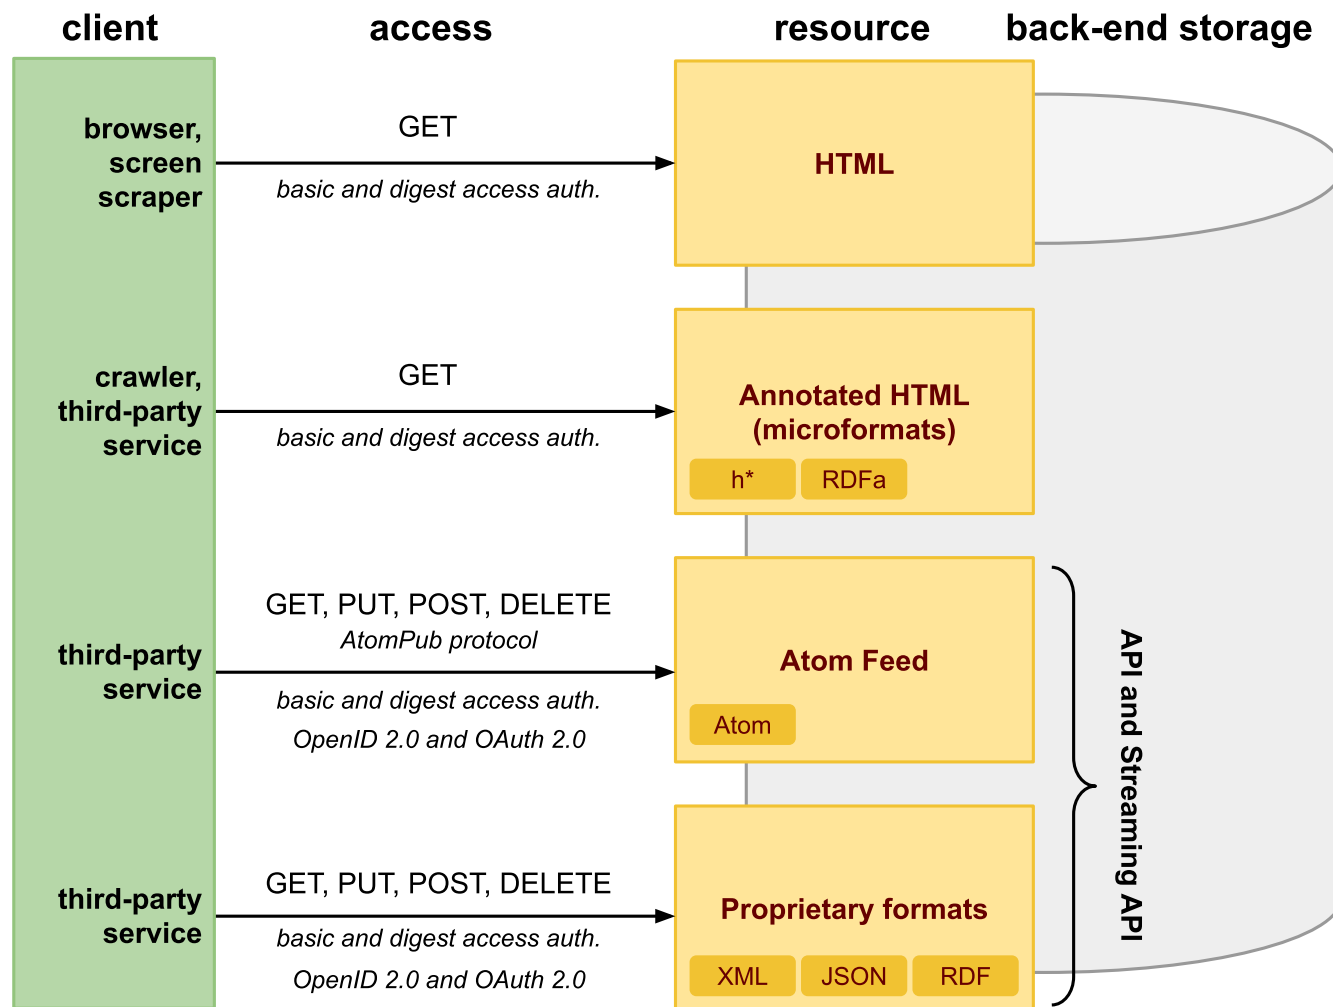 client
access
resource
back-end storage
browser,
screen
scraper
GET
basic and digest access auth.
HTML
crawler,
third-party
service
GET
basic and digest access auth.
Annotated HTML
(microformats)
h*
RDFa
third-party
service
GET, PUT, POST, DELETE
AtomPub protocol
basic and digest access auth.
OpenID 2.0 and OAuth 2.0
Atom Feed
Atom
API and Streaming API
third-party
service
GET, PUT, POST, DELETE
basic and digest access auth.
OpenID 2.0 and OAuth 2.0
Proprietary formats
XML
JSON
RDF